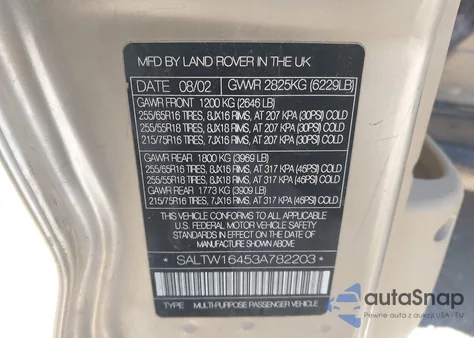 MFD BY LAND ROVER IN THE UK
DATE 08/02 GVWR 2825KG (6229LB)
GAWR FRONT 1200 KG (2646 LB)
255/65R16 TIRES, 8JX16 RIMS, AT 207 KPA (30PSI) COLD
255/55R18 TIRES, 8JX18 RIMS, AT 207 KPA (30PSI) COLD
215/75R16 TIRES, 7JX16 RIMS, AT 207 KPA (30PSI) COLD
GAWR REAR 1800 KG (3969 LB)
255/65R16 TIRES, 8JX16 RIMS, AT 317 KPA (46PSI) COLD
255/55R18 TIRES, 8JX18 RIMS, AT 317 KPA (46PSI) COLD
GAWR REAR 1773 KG (3909 LB)
215/75R16 TIRES, 7JX16 RIMS, AT 317 KPA (46PSI) COLD
THIS VEHICLE CONFORMS TO ALL APPLICABLE
U.S. FEDERAL MOTOR VEHICLE SAFETY
STANDARDS IN EFFECT ON THE DATE OF
MANUFACTURE SHOWN ABOVE
* SALTW16453A782203 *
TYPE MULTI-PURPOSE PASSENGER VEHICLE
autoSnap
Pewne auta z USA